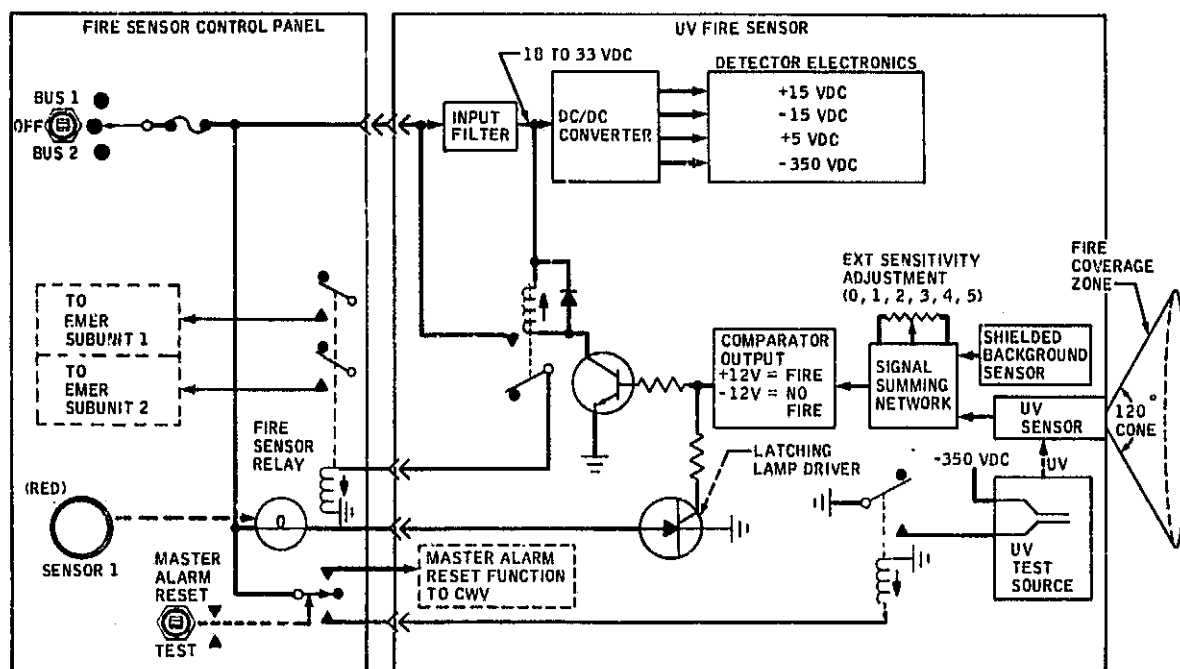 FIRE SENSOR CONTROL PANEL
UV FIRE SENSOR
18 TO 33 VDC
DETECTOR ELECTRONICS
BUS 1
OFF
BUS 2
INPUT
FILTER
DC/DC
CONVERTER
+15 VDC
-15 VDC
+5 VDC
-350 VDC
FIRE
COVERAGE
ZONE
EXT SENSITIVITY
ADJUSTMENT
(0, 1, 2, 3, 4, 5)
TO
EMER
SUBUNIT 1
TO
EMER
SUBUNIT 2
COMPARATOR
OUTPUT
+12V = FIRE
-12V = NO
FIRE
SIGNAL
SUMMING
NETWORK
SHIELDED
BACKGROUND
SENSOR
UV
SENSOR
120°
CONE
FIRE
SENSOR
RELAY
LATCHING
LAMP DRIVER
-350 VDC
UV
(RED)
SENSOR 1
UV
TEST
SOURCE
MASTER
ALARM
RESET
TEST
MASTER ALARM
RESET FUNCTION
TO CWV